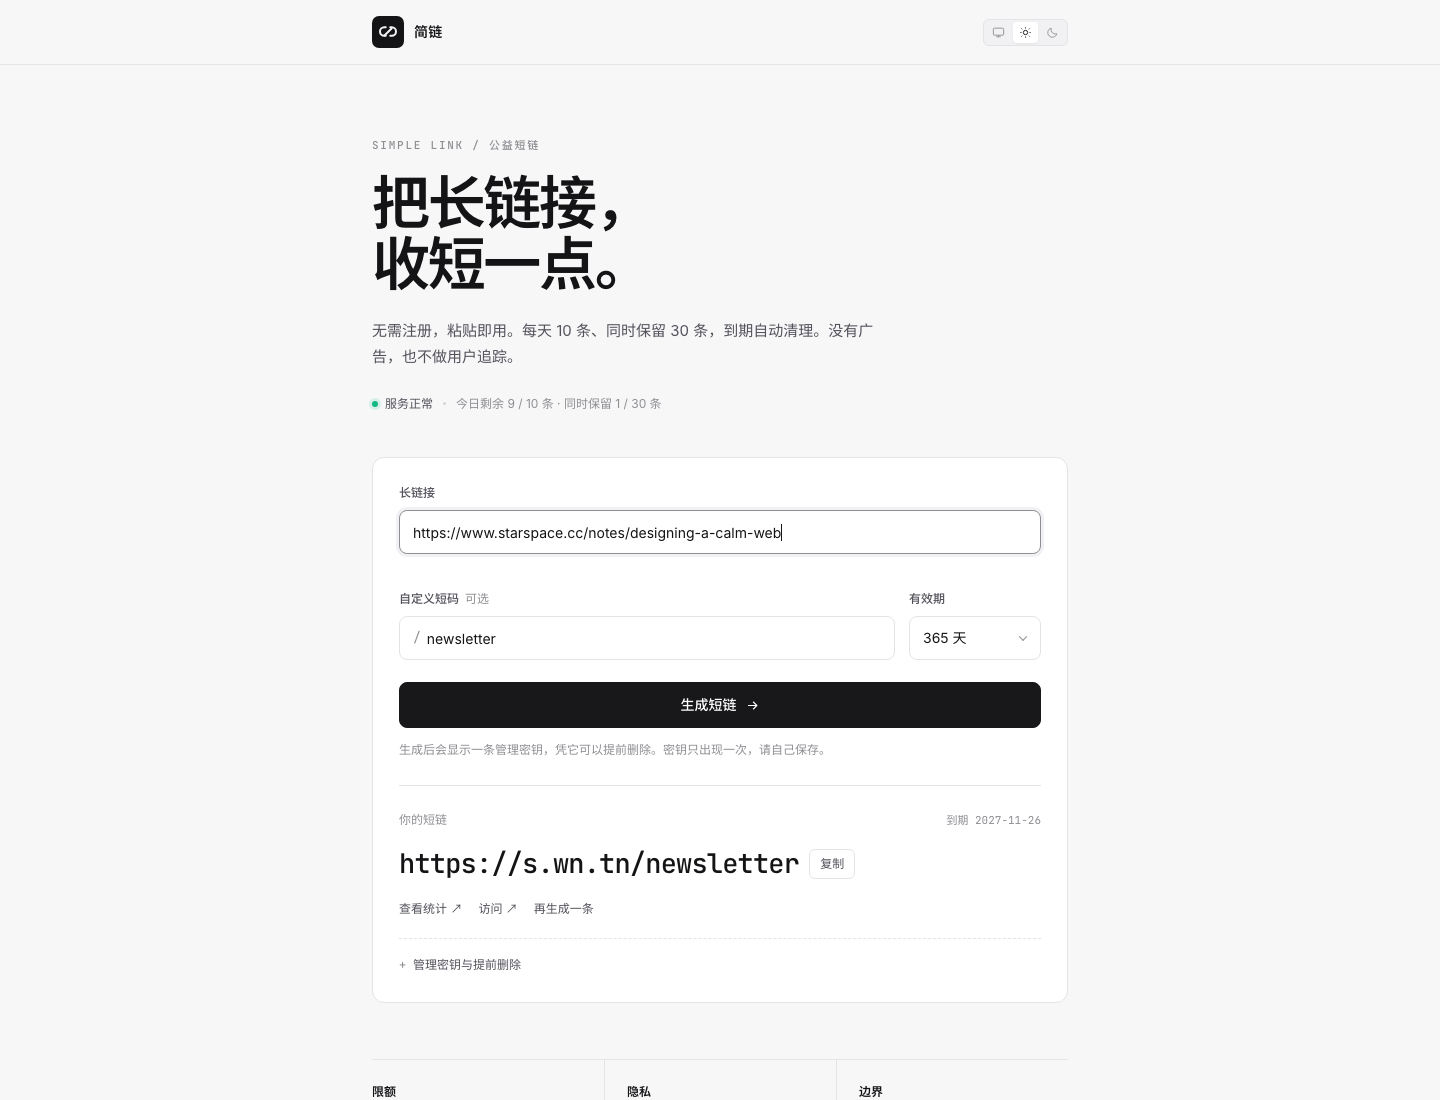 简链
SIMPLE LINK / 公益短链
把长链接，
收短一点。
无需注册，粘贴即用。每天 10 条、同时保留 30 条，到期自动清理。没有广
告，也不做用户追踪。
服务正常 · 今日剩余 9 / 10 条 · 同时保留 1 / 30 条
长链接
https://www.starspace.cc/notes/designing-a-calm-web
自定义短码 可选
有效期
/ newsletter
365 天
生成短链 →
生成后会显示一条管理密钥，凭它可以提前删除。密钥只出现一次，请自己保存。
你的短链
到期 2027-11-26
https://s.wn.tn/newsletter
复制
查看统计 ↗ 访问 ↗ 再生成一条
+ 管理密钥与提前删除
限额
隐私
边界